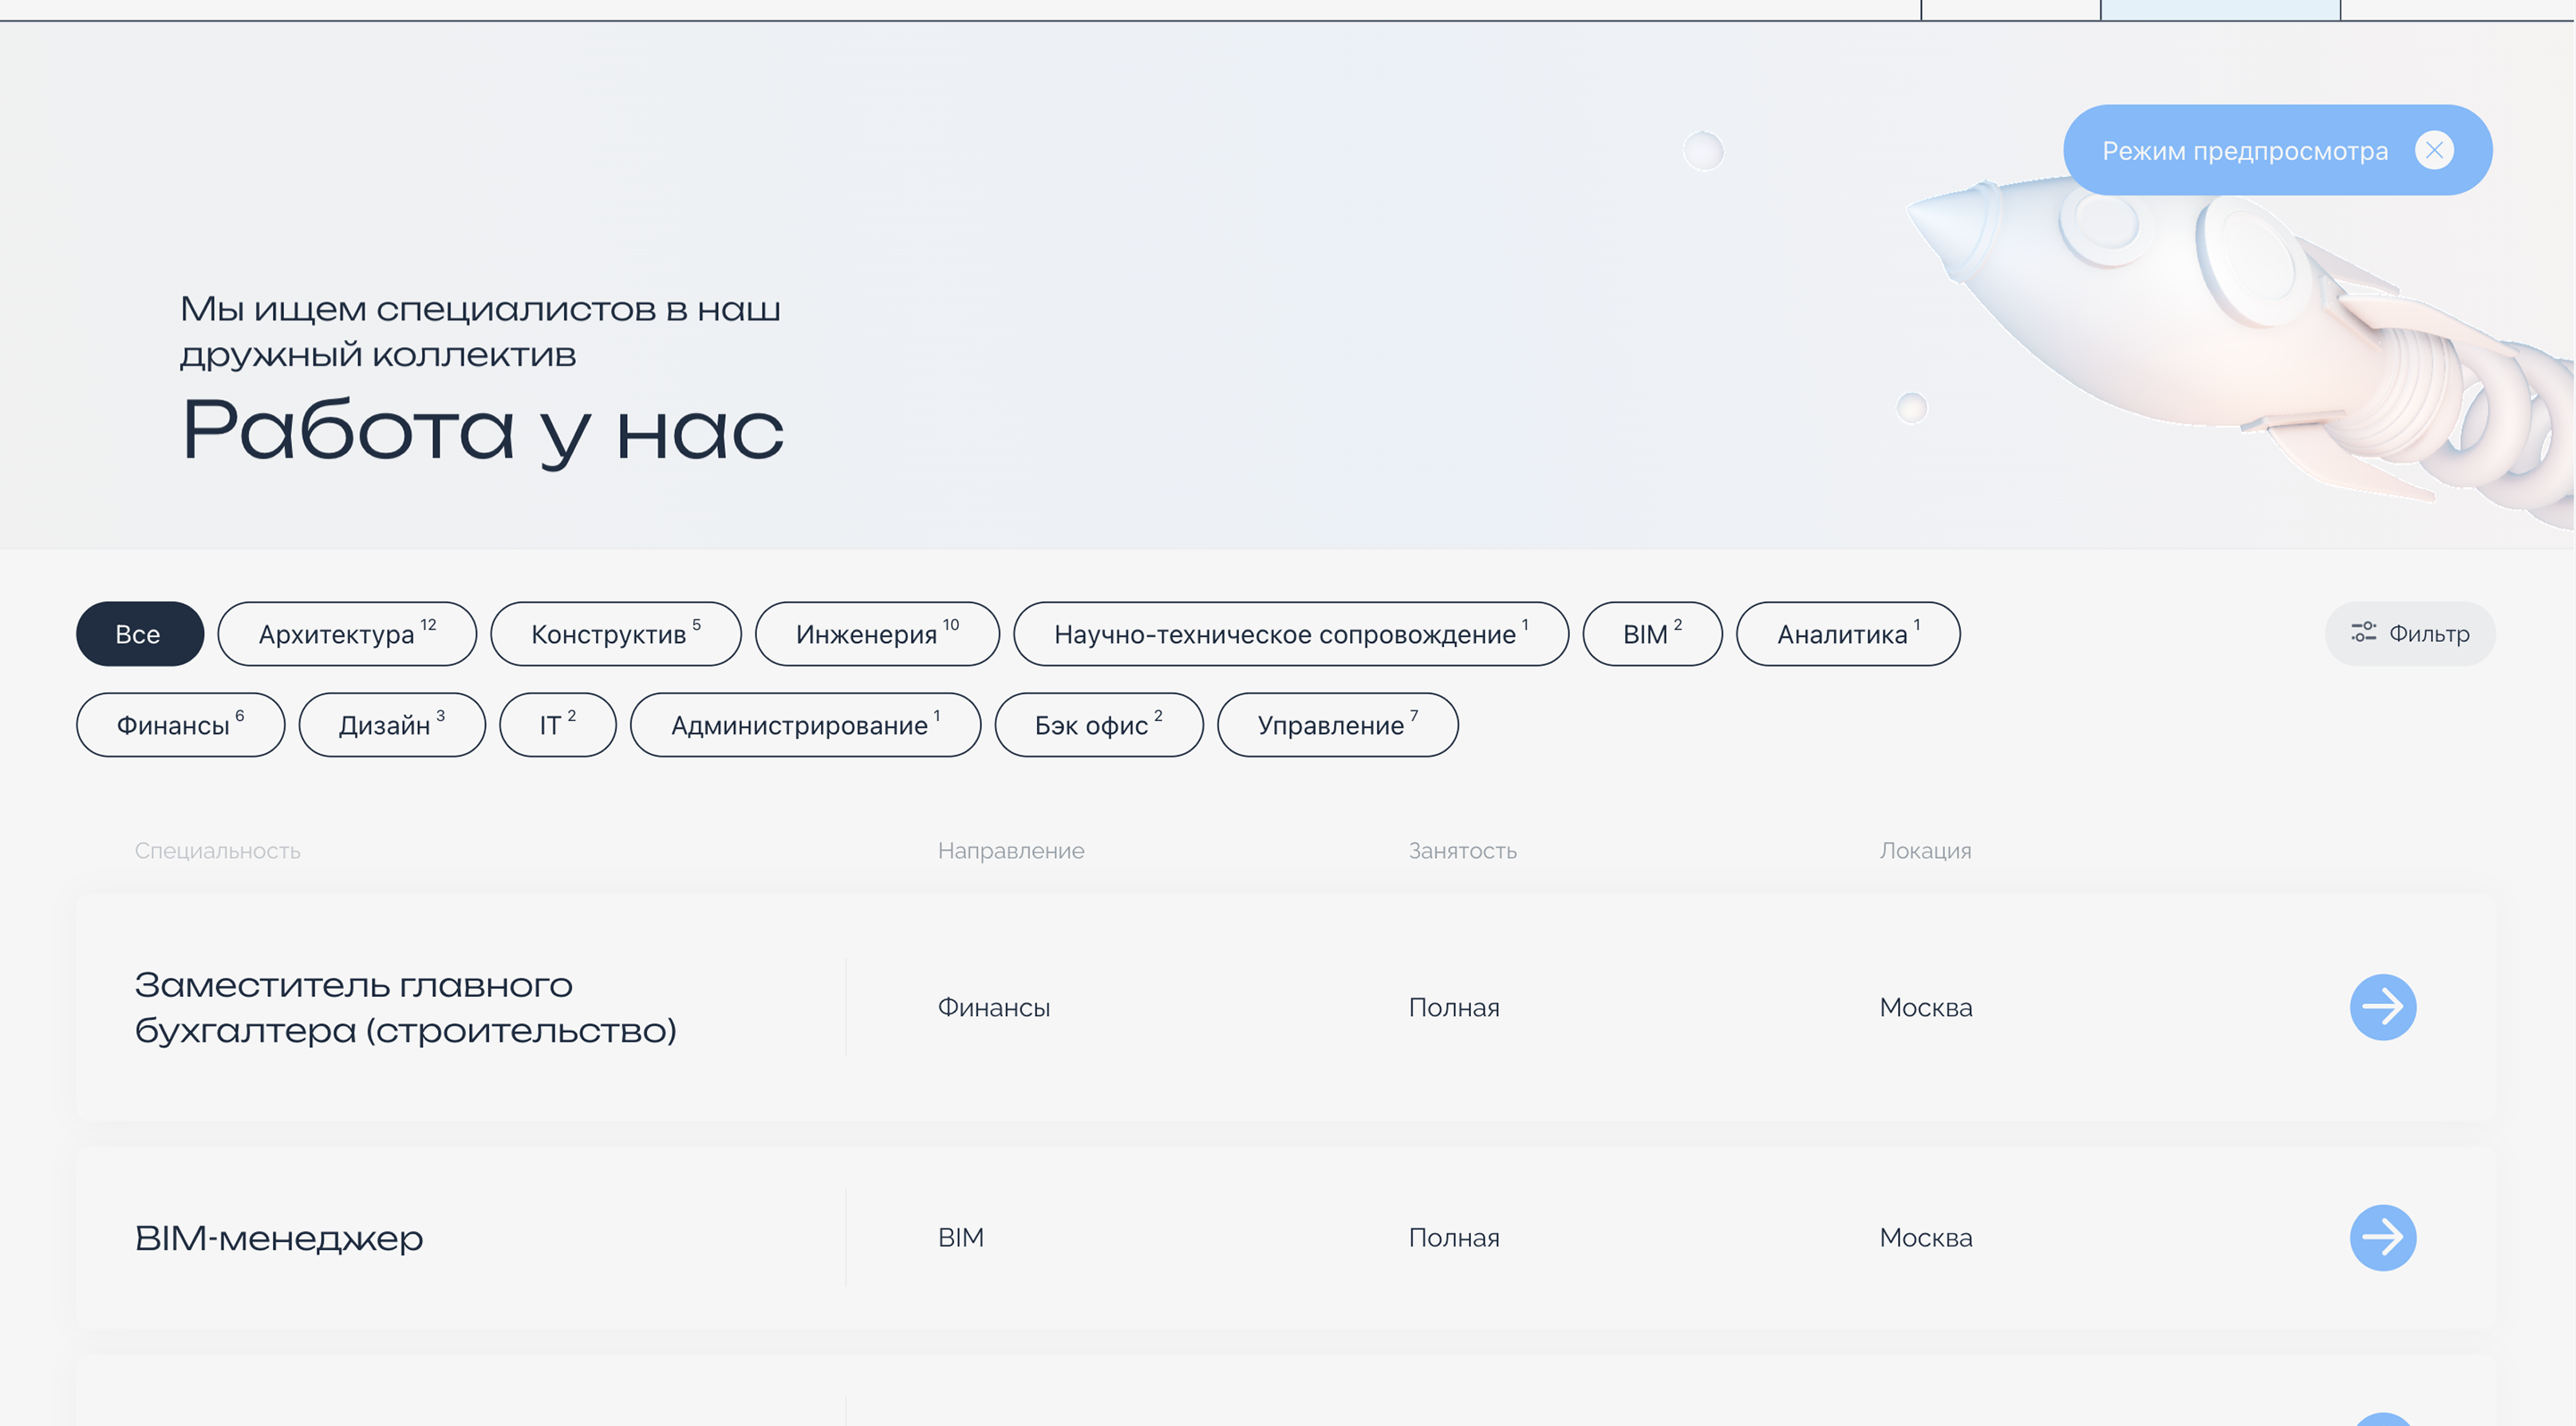 Режим предпросмотра
Мы ищем специалистов в наш
дружный коллектив
Работа у нас
Все
Архитектура 12
Конструктив 5
Инженерия 10
Научно-техническое сопровождение 1
BIM 2
Аналитика 1
Фильтр
Финансы 6
Дизайн 3
IT 2
Администрирование 1
Бэк офис 2
Управление 7
Специальность
Направление
Занятость
Локация
Заместитель главного
бухгалтера (строительство)
Финансы
Полная
Москва
BIM-менеджер
BIM
Полная
Москва